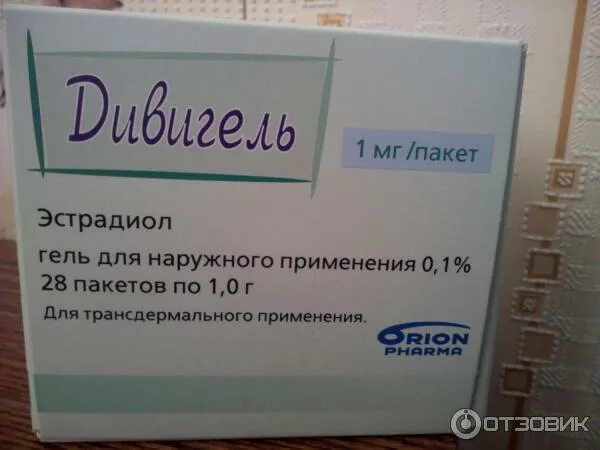 Дивигель
1 мг/пакет
Эстрадиол
гель для наружного применения 0,1%
28 пакетов по 1,0 г
Для трансдермального применения.
ORION
PHARMA
ОТЗОВИК